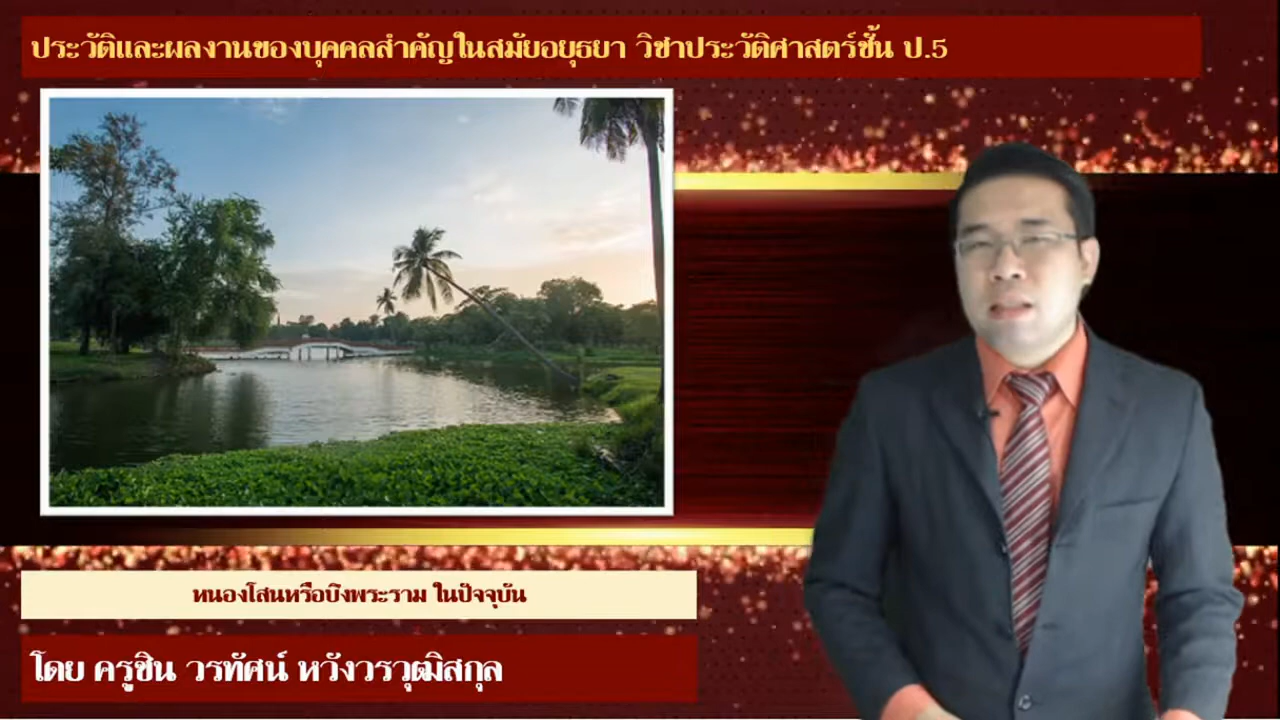 ประวัติและผลงานของบุคคลสำคัญในสมัยอยุธยา วิชาประวัติศาสตร์ชั้น ป.5
หนองโสนหรือบึงพระราม ในปัจจุบัน
โดย ครูชิน วรทัศน์ หวังวรวุฒิสกุล